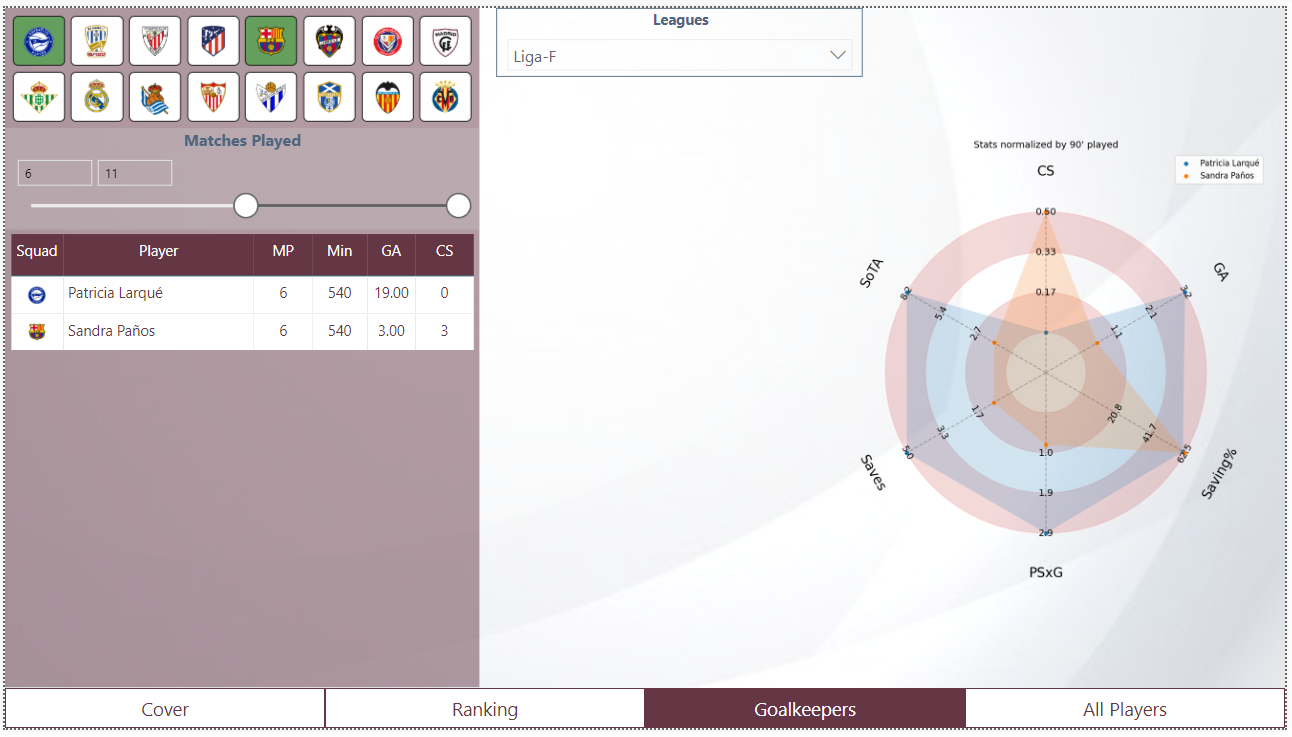 Leagues
Liga-F
Matches Played
6 11
Squad Player MP Min GA CS
Patricia Larqué 6 540 19.00 0
Sandra Paños 6 540 3.00 3
Stats normalized by 90' played
Patricia Larqué
Sandra Paños
CS
0.50
0.33
0.17
GA
3.2
2.1
1.1
SoTA
8.0
5.4
2.7
Saves
5.0
3.3
1.7
PSxG
1.0
1.9
2.9
Saving%
20.8
41.7
62.5
Cover Ranking Goalkeepers All Players